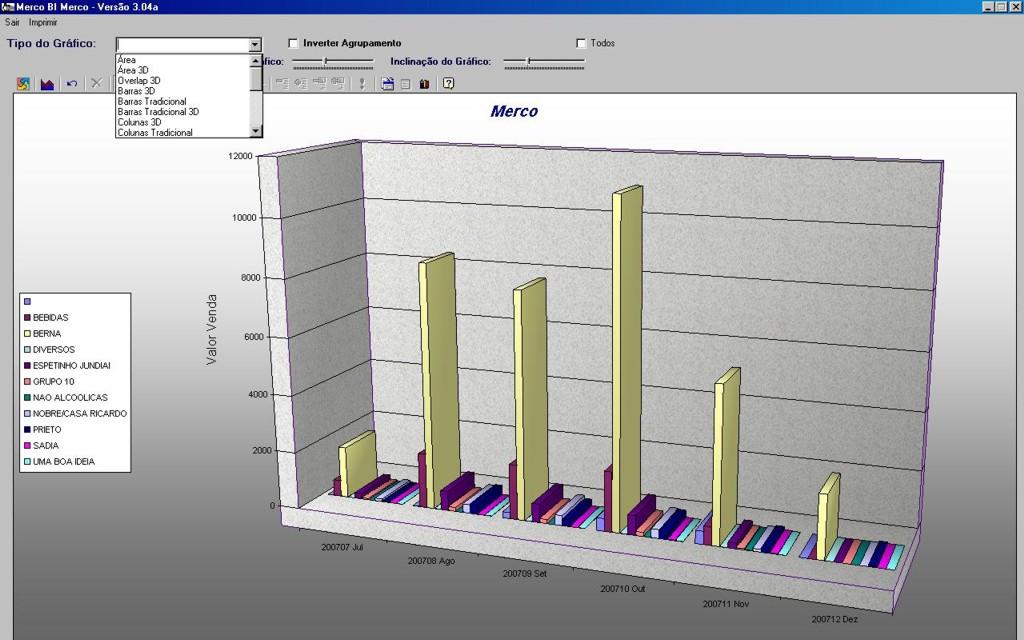 Merco BI Merco - Versão 3.04a
Sair Imprimir
Tipo do Gráfico:
Inverter Agrupamento
Todos
Área
Área 3D
Overlap 3D
Barras 3D
Barras Tradicional
Barras Tradicional 3D
Colunas 3D
Colunas Tradicional
fico:
Inclinação do Gráfico:
Merco
12000
10000
8000
6000
4000
2000
0
Valor Venda
BEBIDAS
BERNA
DIVERSOS
ESPETINHO JUNDIAI
GRUPO 10
NAO ALCOOLICAS
NOBRE/CASA RICARDO
PRIETO
SADIA
UMA BOA IDEIA
200707 Jul
200708 Ago
200709 Set
200710 Out
200711 Nov
200712 Dez